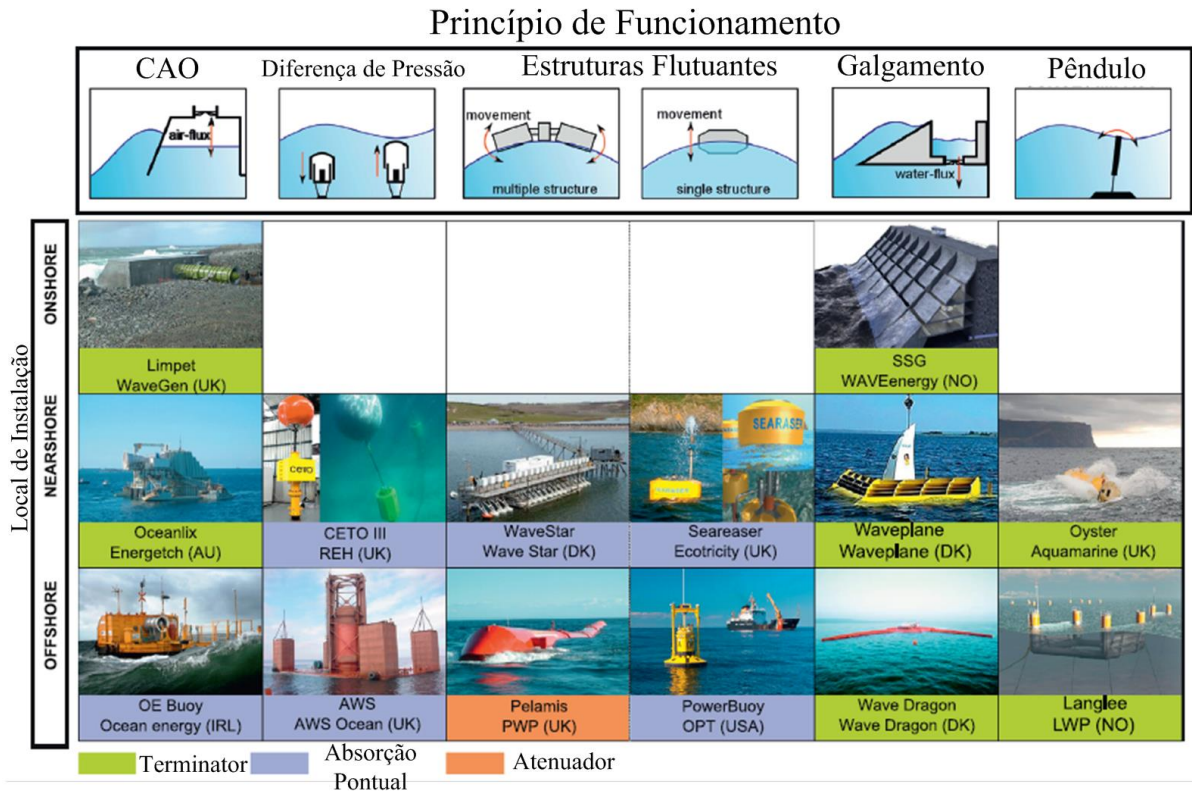 Princípio de Funcionamento
CAO
Diferença de Pressão
Estruturas Flutuantes
Galgamento
Pêndulo
air-flux
movement
multiple structure
movement
single structure
water-flux
Local de Instalação
ONSHORE
Limpet
WaveGen (UK)
SSG
WAVEenergy (NO)
NEARSHORE
CETO
SEARASER
Oceanlix
Energetch (AU)
CETO III
REH (UK)
WaveStar
Wave Star (DK)
Seareaser
Ecotricity (UK)
Waveplane
Waveplane (DK)
Oyster
Aquamarine (UK)
OFFSHORE
OE Buoy
Ocean energy (IRL)
AWS
AWS Ocean (UK)
Pelamis
PWP (UK)
PowerBuoy
OPT (USA)
Wave Dragon
Wave Dragon (DK)
Langlee
LWP (NO)
Terminator
Absorção
Pontual
Atenuador